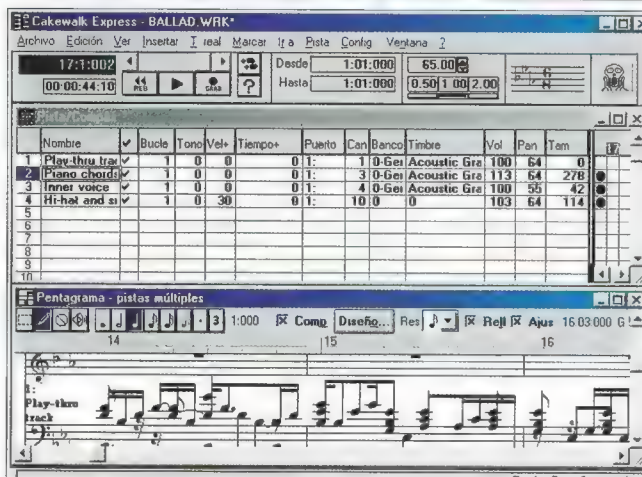 Cakewalk Express - BALLAD.WRK*
Archivo Edición Ver Insertar T real Marcar Ir a Pista Config Ventana ?
17:1:002
00:00:44:10
REB
GRAB
?
Desde 1:01:000
Hasta 1:01:000
65.00
0.50 1.00 2.00
Pista/Compás
Nombre Bucle Tono Vel+ Tiempo+ Puerto Can Banco Timbre Vol Pan Tam
1 Play-thru trac 1 0 0 0 1: 1 0-Gei Acoustic Gra 100 64 0
2 Piano chords 1 0 0 0 1: 3 0-Gei Acoustic Gra 113 64 278
3 Inner voice 1 0 0 0 1: 4 0-Gei Acoustic Gra 100 55 42
4 Hi-hat and si 1 0 30 0 1: 10 0 0 103 64 114
5
6
7
8
9
10
Pentagrama - pistas múltiples
3 1:000 Comp Diseño... Res Rell Ajus 16:03:000 G
14 15 16
1:
Play-thru
track